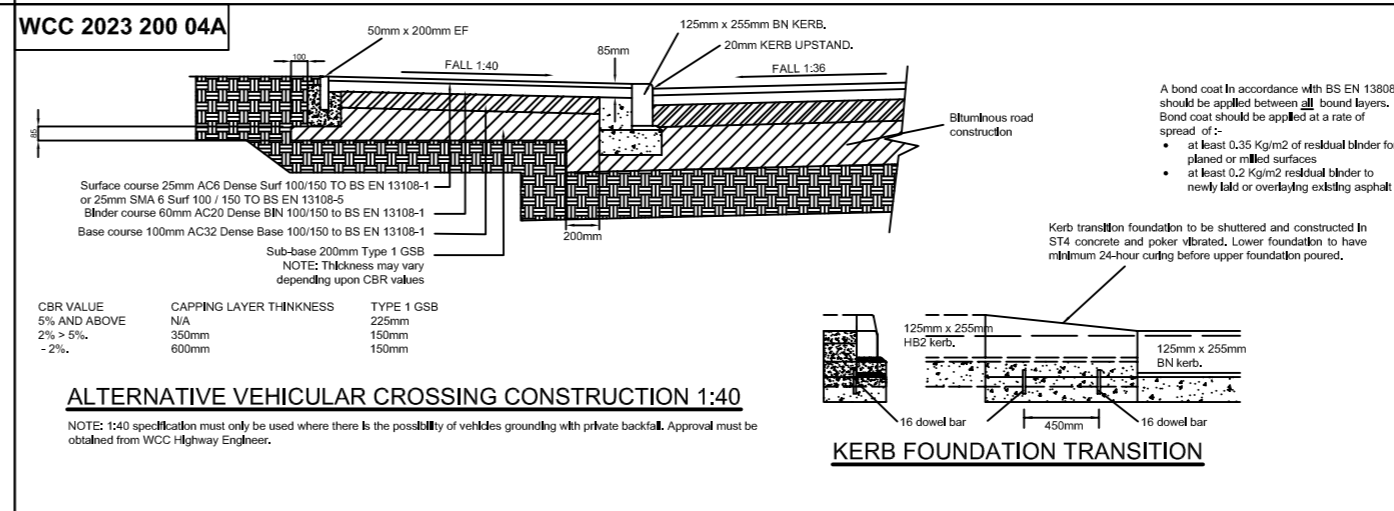 WCC 2023 200 04A
50mm x 200mm EF
125mm x 255mm BN KERB.
20mm KERB UPSTAND.
85mm
100
FALL 1:40
FALL 1:36
85
Bituminous road
construction
Surface course 25mm AC6 Dense Surf 100/150 TO BS EN 13108-1
or 25mm SMA 6 Surf 100 / 150 TO BS EN 13108-5
Binder course 60mm AC20 Dense BIN 100/150 to BS EN 13108-1
Base course 100mm AC32 Dense Base 100/150 to BS EN 13108-1
Sub-base 200mm Type 1 GSB
NOTE: Thickness may vary
depending upon CBR values
200mm
CBR VALUE CAPPING LAYER THINKNESS TYPE 1 GSB
5% AND ABOVE N/A 225mm
2% > 5%. 350mm 150mm
- 2%. 600mm 150mm
ALTERNATIVE VEHICULAR CROSSING CONSTRUCTION 1:40
NOTE: 1:40 specification must only be used where there is the possibility of vehicles grounding with private backfall. Approval must be
obtained from WCC Highway Engineer.
A bond coat in accordance with BS EN 13808
should be applied between all bound layers.
Bond coat should be applied at a rate of
spread of :-
• at least 0.35 Kg/m2 of residual binder for
planed or milled surfaces
• at least 0.2 Kg/m2 residual binder to
newly laid or overlaying existing asphalt
Kerb transition foundation to be shuttered and constructed in
ST4 concrete and poker vibrated. Lower foundation to have
minimum 24-hour curing before upper foundation poured.
125mm x 255mm
HB2 kerb.
125mm x 255mm
BN kerb.
16 dowel bar
450mm
16 dowel bar
KERB FOUNDATION TRANSITION